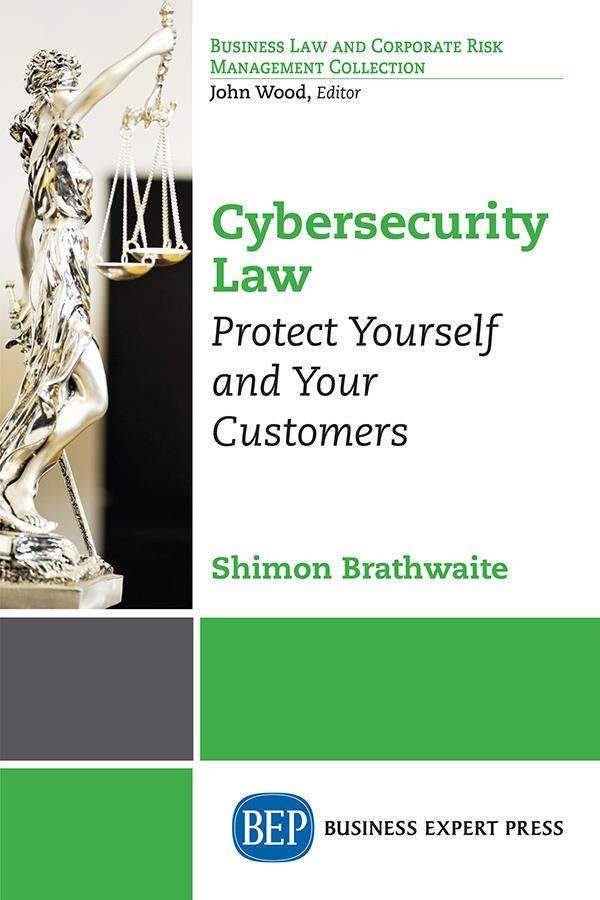 Business Law and Corporate Risk
Management Collection
John Wood, Editor
Cybersecurity
Law
Protect Yourself
and Your
Customers
Shimon Brathwaite
BEP BUSINESS EXPERT PRESS